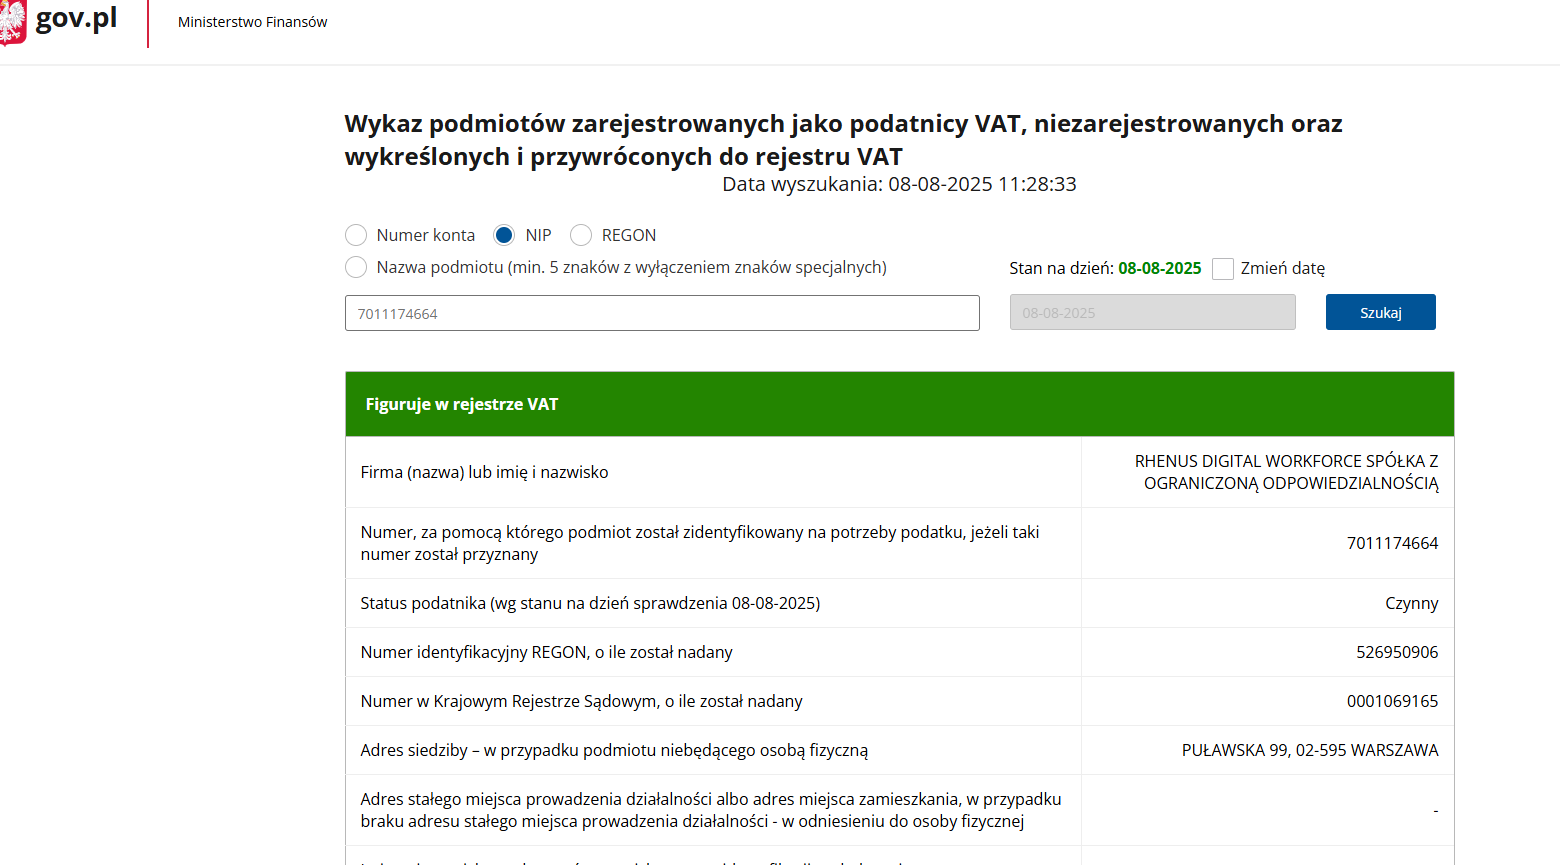 gov.pl
Ministerstwo Finansów
Wykaz podmiotów zarejestrowanych jako podatnicy VAT, niezarejestrowanych oraz
wykreślonych i przywróconych do rejestru VAT
Data wyszukania: 08-08-2025 11:28:33
Numer konta NIP REGON
Nazwa podmiotu (min. 5 znaków z wyłączeniem znaków specjalnych)
Stan na dzień: 08-08-2025 Zmień datę
7011174664
08-08-2025
Szukaj
Figuruje w rejestrze VAT
Firma (nazwa) lub imię i nazwisko
RHENUS DIGITAL WORKFORCE SPÓŁKA Z
OGRANICZONĄ ODPOWIEDZIALNOŚCIĄ
Numer, za pomocą którego podmiot został zidentyfikowany na potrzeby podatku, jeżeli taki
numer został przyznany
7011174664
Status podatnika (wg stanu na dzień sprawdzenia 08-08-2025)
Czynny
Numer identyfikacyjny REGON, o ile został nadany
526950906
Numer w Krajowym Rejestrze Sądowym, o ile został nadany
0001069165
Adres siedziby – w przypadku podmiotu niebędącego osobą fizyczną
PUŁAWSKA 99, 02-595 WARSZAWA
Adres stałego miejsca prowadzenia działalności albo adres miejsca zamieszkania, w przypadku
braku adresu stałego miejsca prowadzenia działalności - w odniesieniu do osoby fizycznej
-